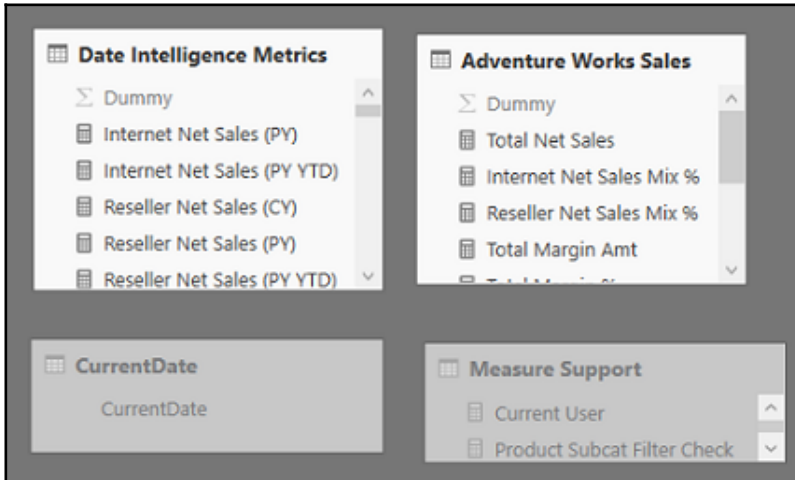 Date Intelligence Metrics
Dummy
Internet Net Sales (PY)
Internet Net Sales (PY YTD)
Reseller Net Sales (CY)
Reseller Net Sales (PY)
Reseller Net Sales (PY YTD)
Adventure Works Sales
Dummy
Total Net Sales
Internet Net Sales Mix %
Reseller Net Sales Mix %
Total Margin Amt
Total Margin %
CurrentDate
CurrentDate
Measure Support
Current User
Product Subcat Filter Check